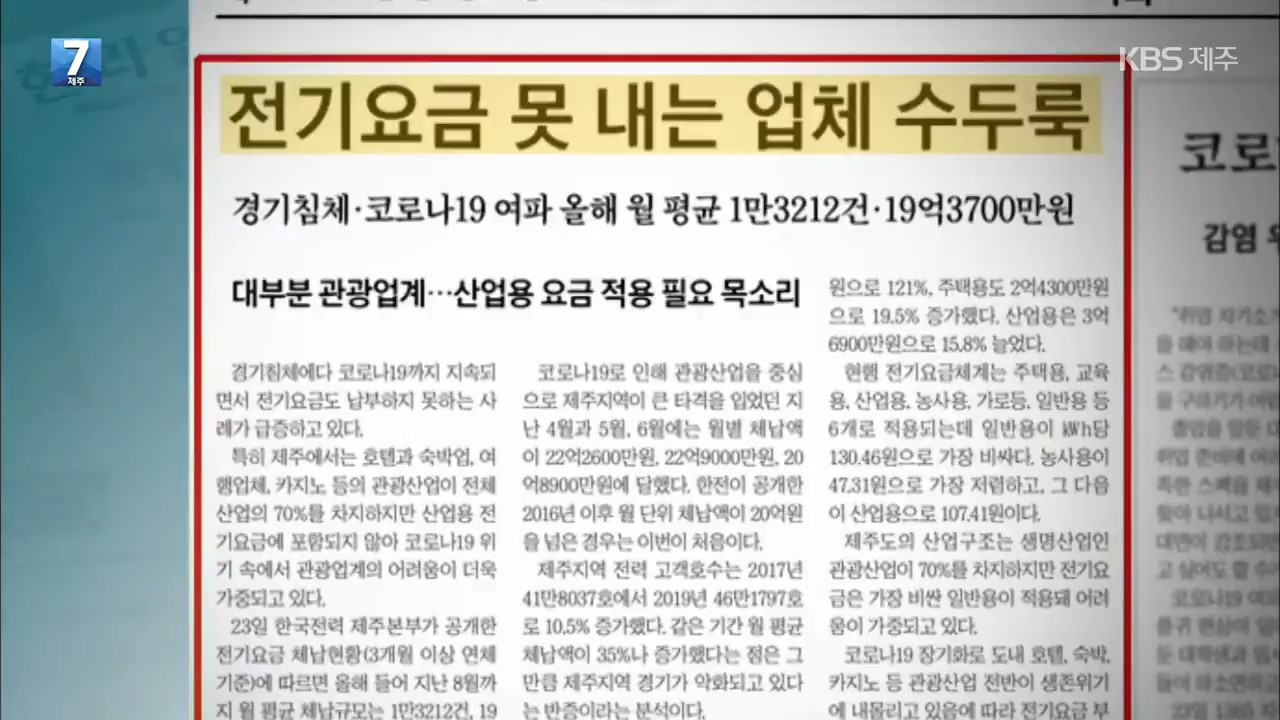 7
제주
KBS 제주
전기요금 못 내는 업체 수두룩
경기침체·코로나19 여파 올해 월 평균 1만3212건·19억3700만원
대부분 관광업계…산업용 요금 적용 필요 목소리
경기침체에다 코로나19까지 지속되
면서 전기요금도 납부하지 못하는 사
례가 급증하고 있다.
특히 제주에서는 호텔과 숙박업, 여
행업체, 카지노 등의 관광산업이 전체
산업의 70%를 차지하지만 산업용 전
기요금에 포함되지 않아 코로나19 위
기 속에서 관광업계의 어려움이 더욱
가중되고 있다.
23일 한국전력 제주본부가 공개한
전기요금 체납현황(3개월 이상 연체
기준)에 따르면 올해 들어 지난 8월까
지 월 평균 체납규모는 1만3212건, 19
코로나19로 인해 관광산업을 중심
으로 제주지역이 큰 타격을 입었던 지
난 4월과 5월, 6월에는 월별 체납액
이 22억2600만원, 22억9000만원, 20
억8900만원에 달했다. 한전이 공개한
2016년 이후 월 단위 체납액이 20억원
을 넘은 경우는 이번이 처음이다.
제주지역 전력 고객호수는 2017년
41만8037호에서 2019년 46만1797호
로 10.5% 증가했다. 같은 기간 월 평균
체납액이 35%나 증가했다는 점은 그
만큼 제주지역 경기가 악화되고 있다
는 반증이라는 분석이다.
원으로 121%, 주택용도 2억4300만원
으로 19.5% 증가했다. 산업용은 3억
6900만원으로 15.8% 늘었다.
현행 전기요금체계는 주택용, 교육
용, 산업용, 농사용, 가로등, 일반용 등
6개로 적용되는데 일반용이 kWh당
130.46원으로 가장 비싸다. 농사용이
47.31원으로 가장 저렴하고, 그 다음
이 산업용으로 107.41원이다.
제주도의 산업구조는 생명산업인
관광산업이 70%를 차지하지만 전기요
금은 가장 비싼 일반용이 적용돼 어려
움이 가중되고 있다.
코로나19 장기화로 도내 호텔, 숙박,
카지노 등 관광산업 전반이 생존위기
에 내몰리고 있음에 따라 전기요금 부
코로
감염